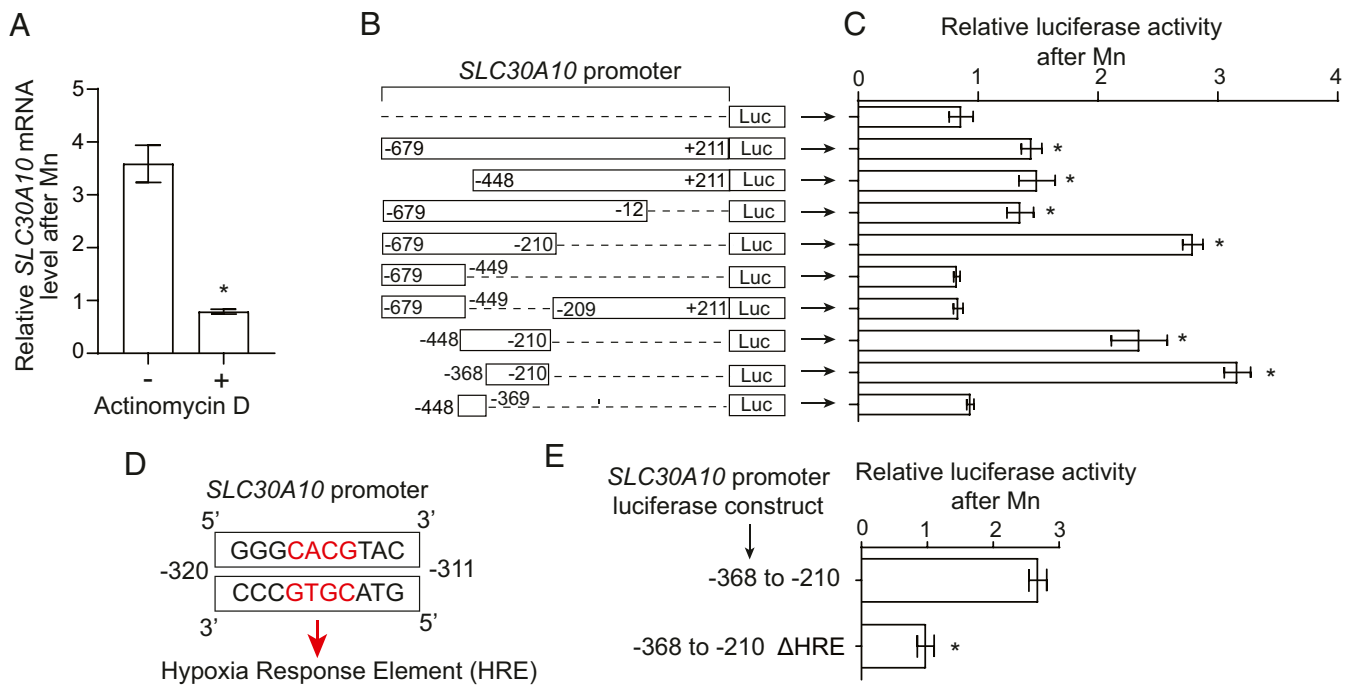 A
Relative SLC30A10 mRNA
level after Mn
5
4
3
2
1
0
- +
Actinomycin D
B
SLC30A10 promoter
Luc
-679 +211 Luc
-448 +211 Luc
-679 -12 Luc
-679 -210 Luc
-679 -449 Luc
-679 -449 -209 +211 Luc
-448 -210 Luc
-368 -210 Luc
-448 -369 Luc
C
Relative luciferase activity
after Mn
0 1 2 3 4
*
*
*
*
*
*
*
D
SLC30A10 promoter
5’ 3’
GGGCACGTAC
-320 -311
CCCGTGCATG
3’ 5’
Hypoxia Response Element (HRE)
E
SLC30A10 promoter
luciferase construct
Relative luciferase activity
after Mn
0 1 2 3
-368 to -210
-368 to -210 ΔHRE *